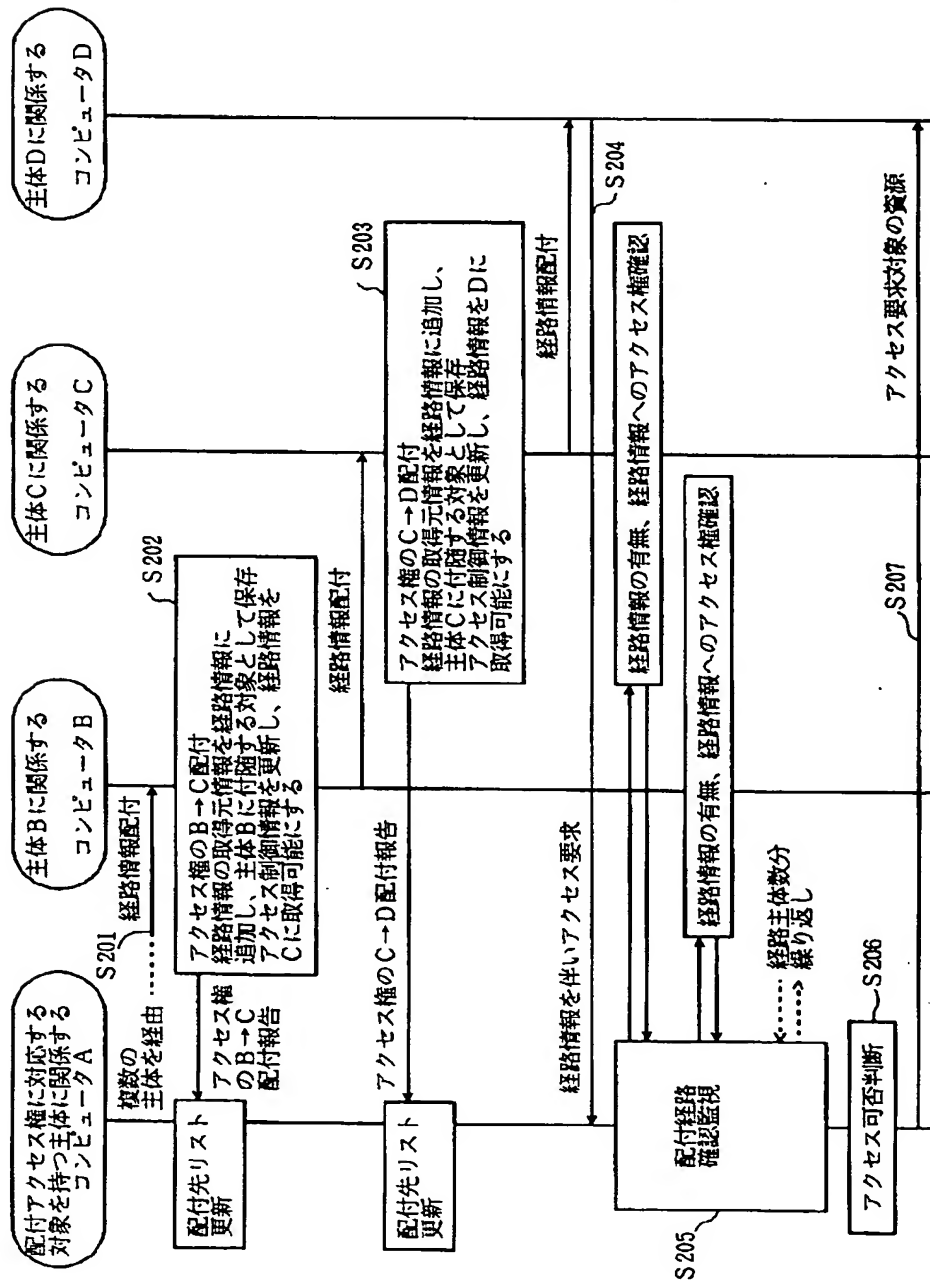 配付アクセス権に対応する
対象を持つ主体に関係する
コンピュータA
主体Bに関係する
コンピュータB
主体Cに関係する
コンピュータC
主体Dに関係する
コンピュータD
複数の
主体を経由
S201
経路情報配付
S202
アクセス権のB→C配付
経路情報の取得元情報を経路情報に
追加し、主体Bに付随する対象として保存
アクセス制御情報を更新し、経路情報を
Cに取得可能にする
アクセス権
のB→C
配付報告
配付先リスト
更新
経路情報配付
S203
アクセス権のC→D配付
経路情報の取得元情報を経路情報に追加し、
主体Cに付随する対象として保存
アクセス制御情報を更新し、経路情報をDに
取得可能にする
アクセス権のC→D配付報告
配付先リスト
更新
経路情報配付
S204
経路情報を伴いアクセス要求
経路情報の有無、経路情報へのアクセス権確認
配付経路
確認監視
S205
経路情報の有無、経路情報へのアクセス権確認
経路主体数分
繰り返し
アクセス可否判断
S206
S207
アクセス要求対象の資源